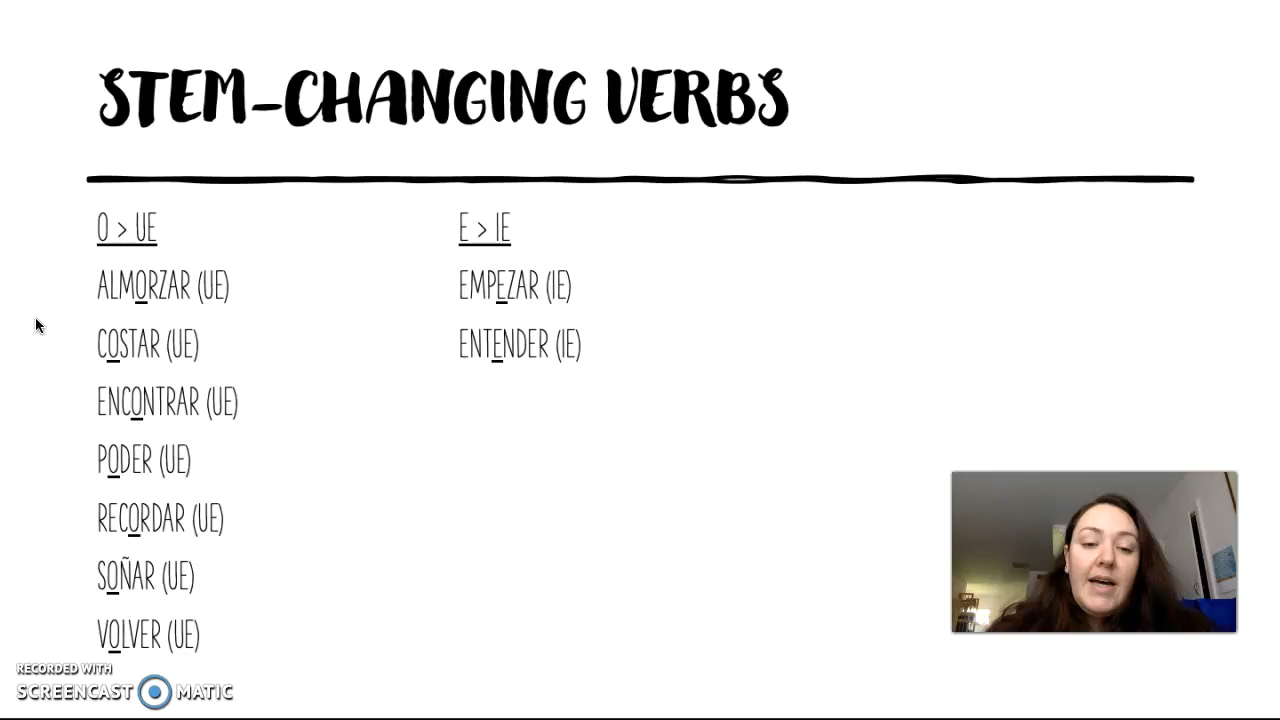 STEM-CHANGING VERBS
O > UE
ALMORZAR (UE)
COSTAR (UE)
ENCONTRAR (UE)
PODER (UE)
RECORDAR (UE)
SOÑAR (UE)
VOLVER (UE)
E > IE
EMPEZAR (IE)
ENTENDER (IE)
RECORDED WITH
SCREENCAST MATIC